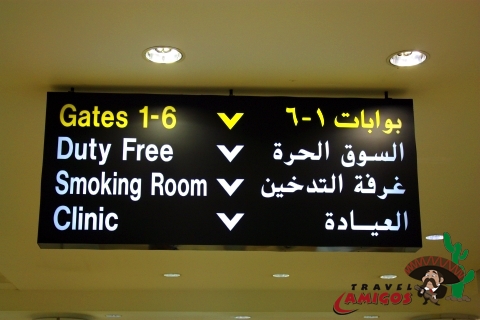 Gates 1-6 بوابات ١-٦
Duty Free السوق الحرة
Smoking Room غرفة التدخين
Clinic العيادة
TRAVEL
AMIGOS